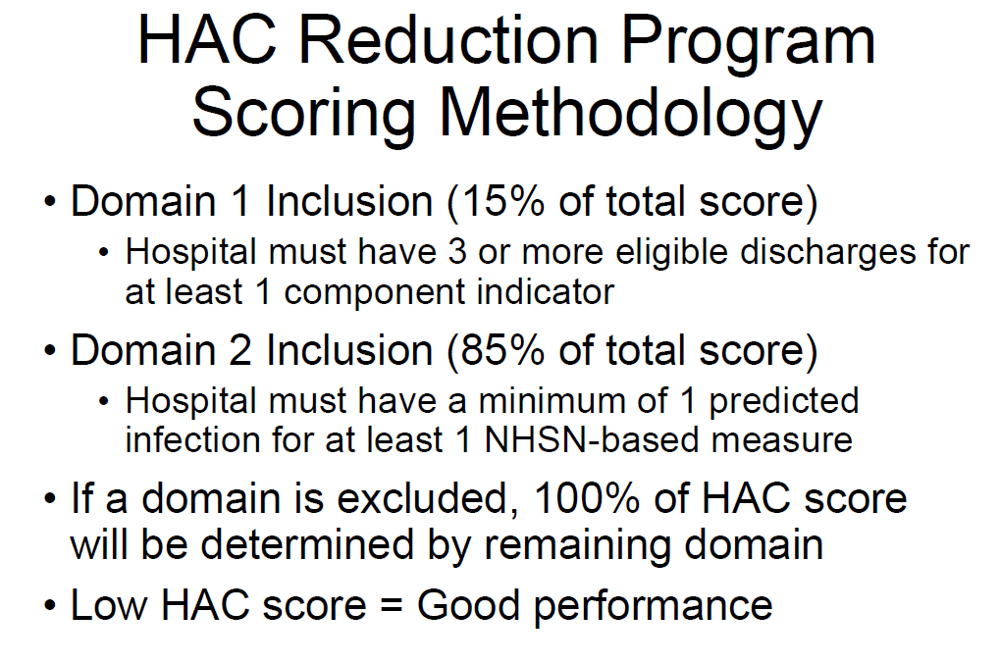 HAC Reduction Program
Scoring Methodology
• Domain 1 Inclusion (15% of total score)
• Hospital must have 3 or more eligible discharges for
at least 1 component indicator
• Domain 2 Inclusion (85% of total score)
• Hospital must have a minimum of 1 predicted
infection for at least 1 NHSN-based measure
• If a domain is excluded, 100% of HAC score
will be determined by remaining domain
• Low HAC score = Good performance